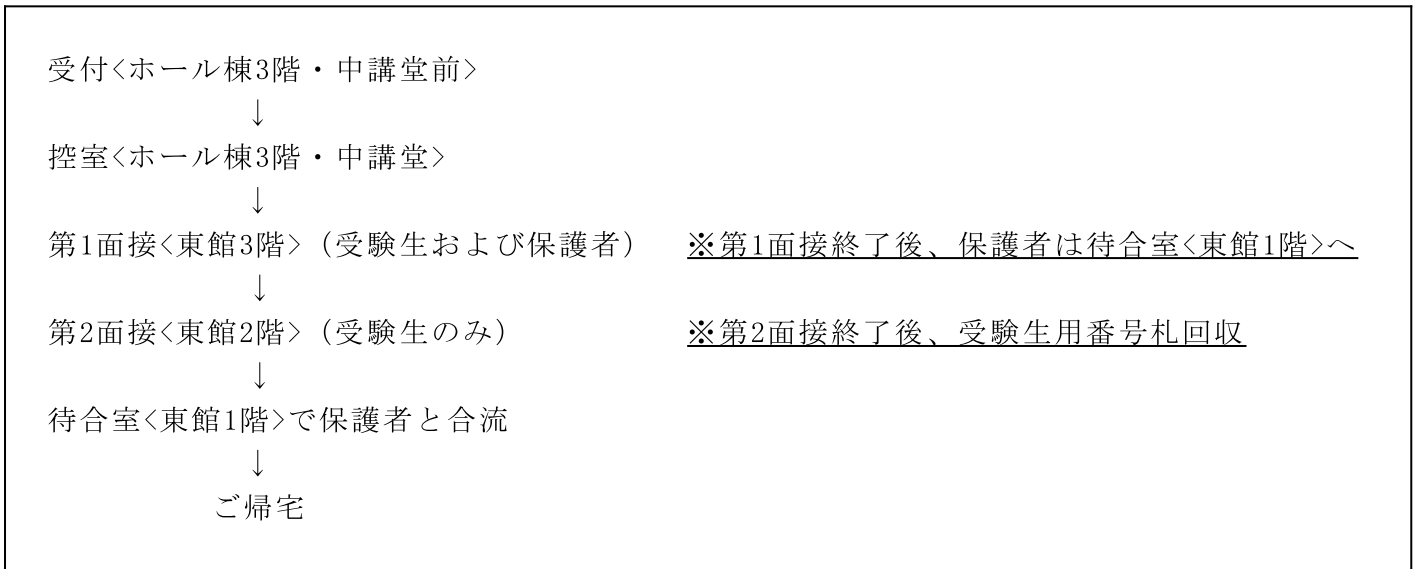 受付<ホール棟3階・中講堂前>
↓
控室<ホール棟3階・中講堂>
↓
第1面接<東館3階>（受験生および保護者） ※第1面接終了後、保護者は待合室<東館1階>へ
↓
第2面接<東館2階>（受験生のみ） ※第2面接終了後、受験生用番号札回収
↓
待合室<東館1階>で保護者と合流
↓
ご帰宅